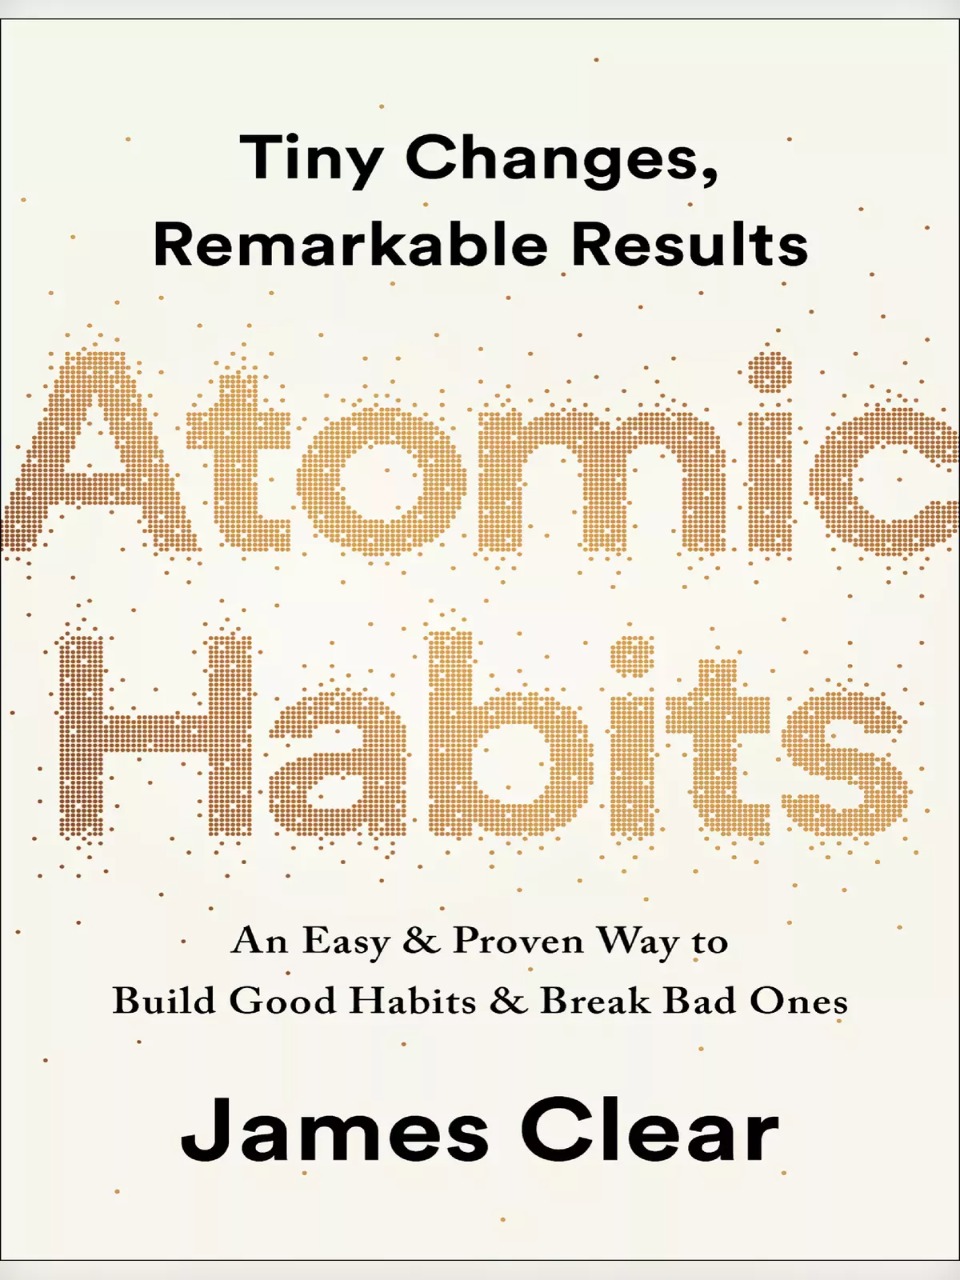 Tiny Changes,
Remarkable Results
Atomic
Habits
An Easy & Proven Way to
Build Good Habits & Break Bad Ones
James Clear